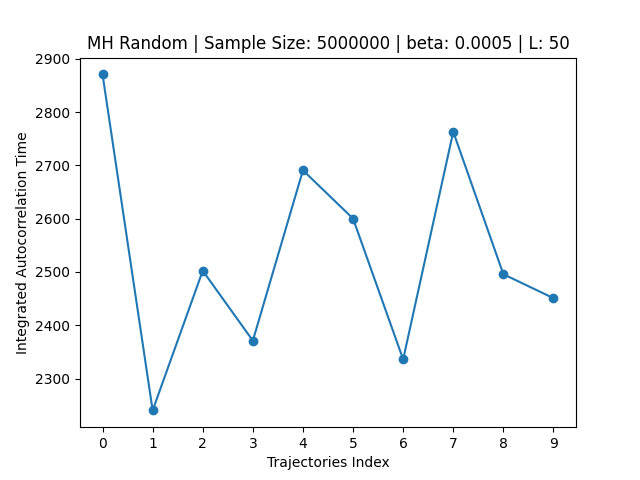 MH Random | Sample Size: 5000000 | beta: 0.0005 | L: 50
2900
2800
2700
2600
2500
2400
2300
Integrated Autocorrelation Time
0 1 2 3 4 5 6 7 8 9
Trajectories Index